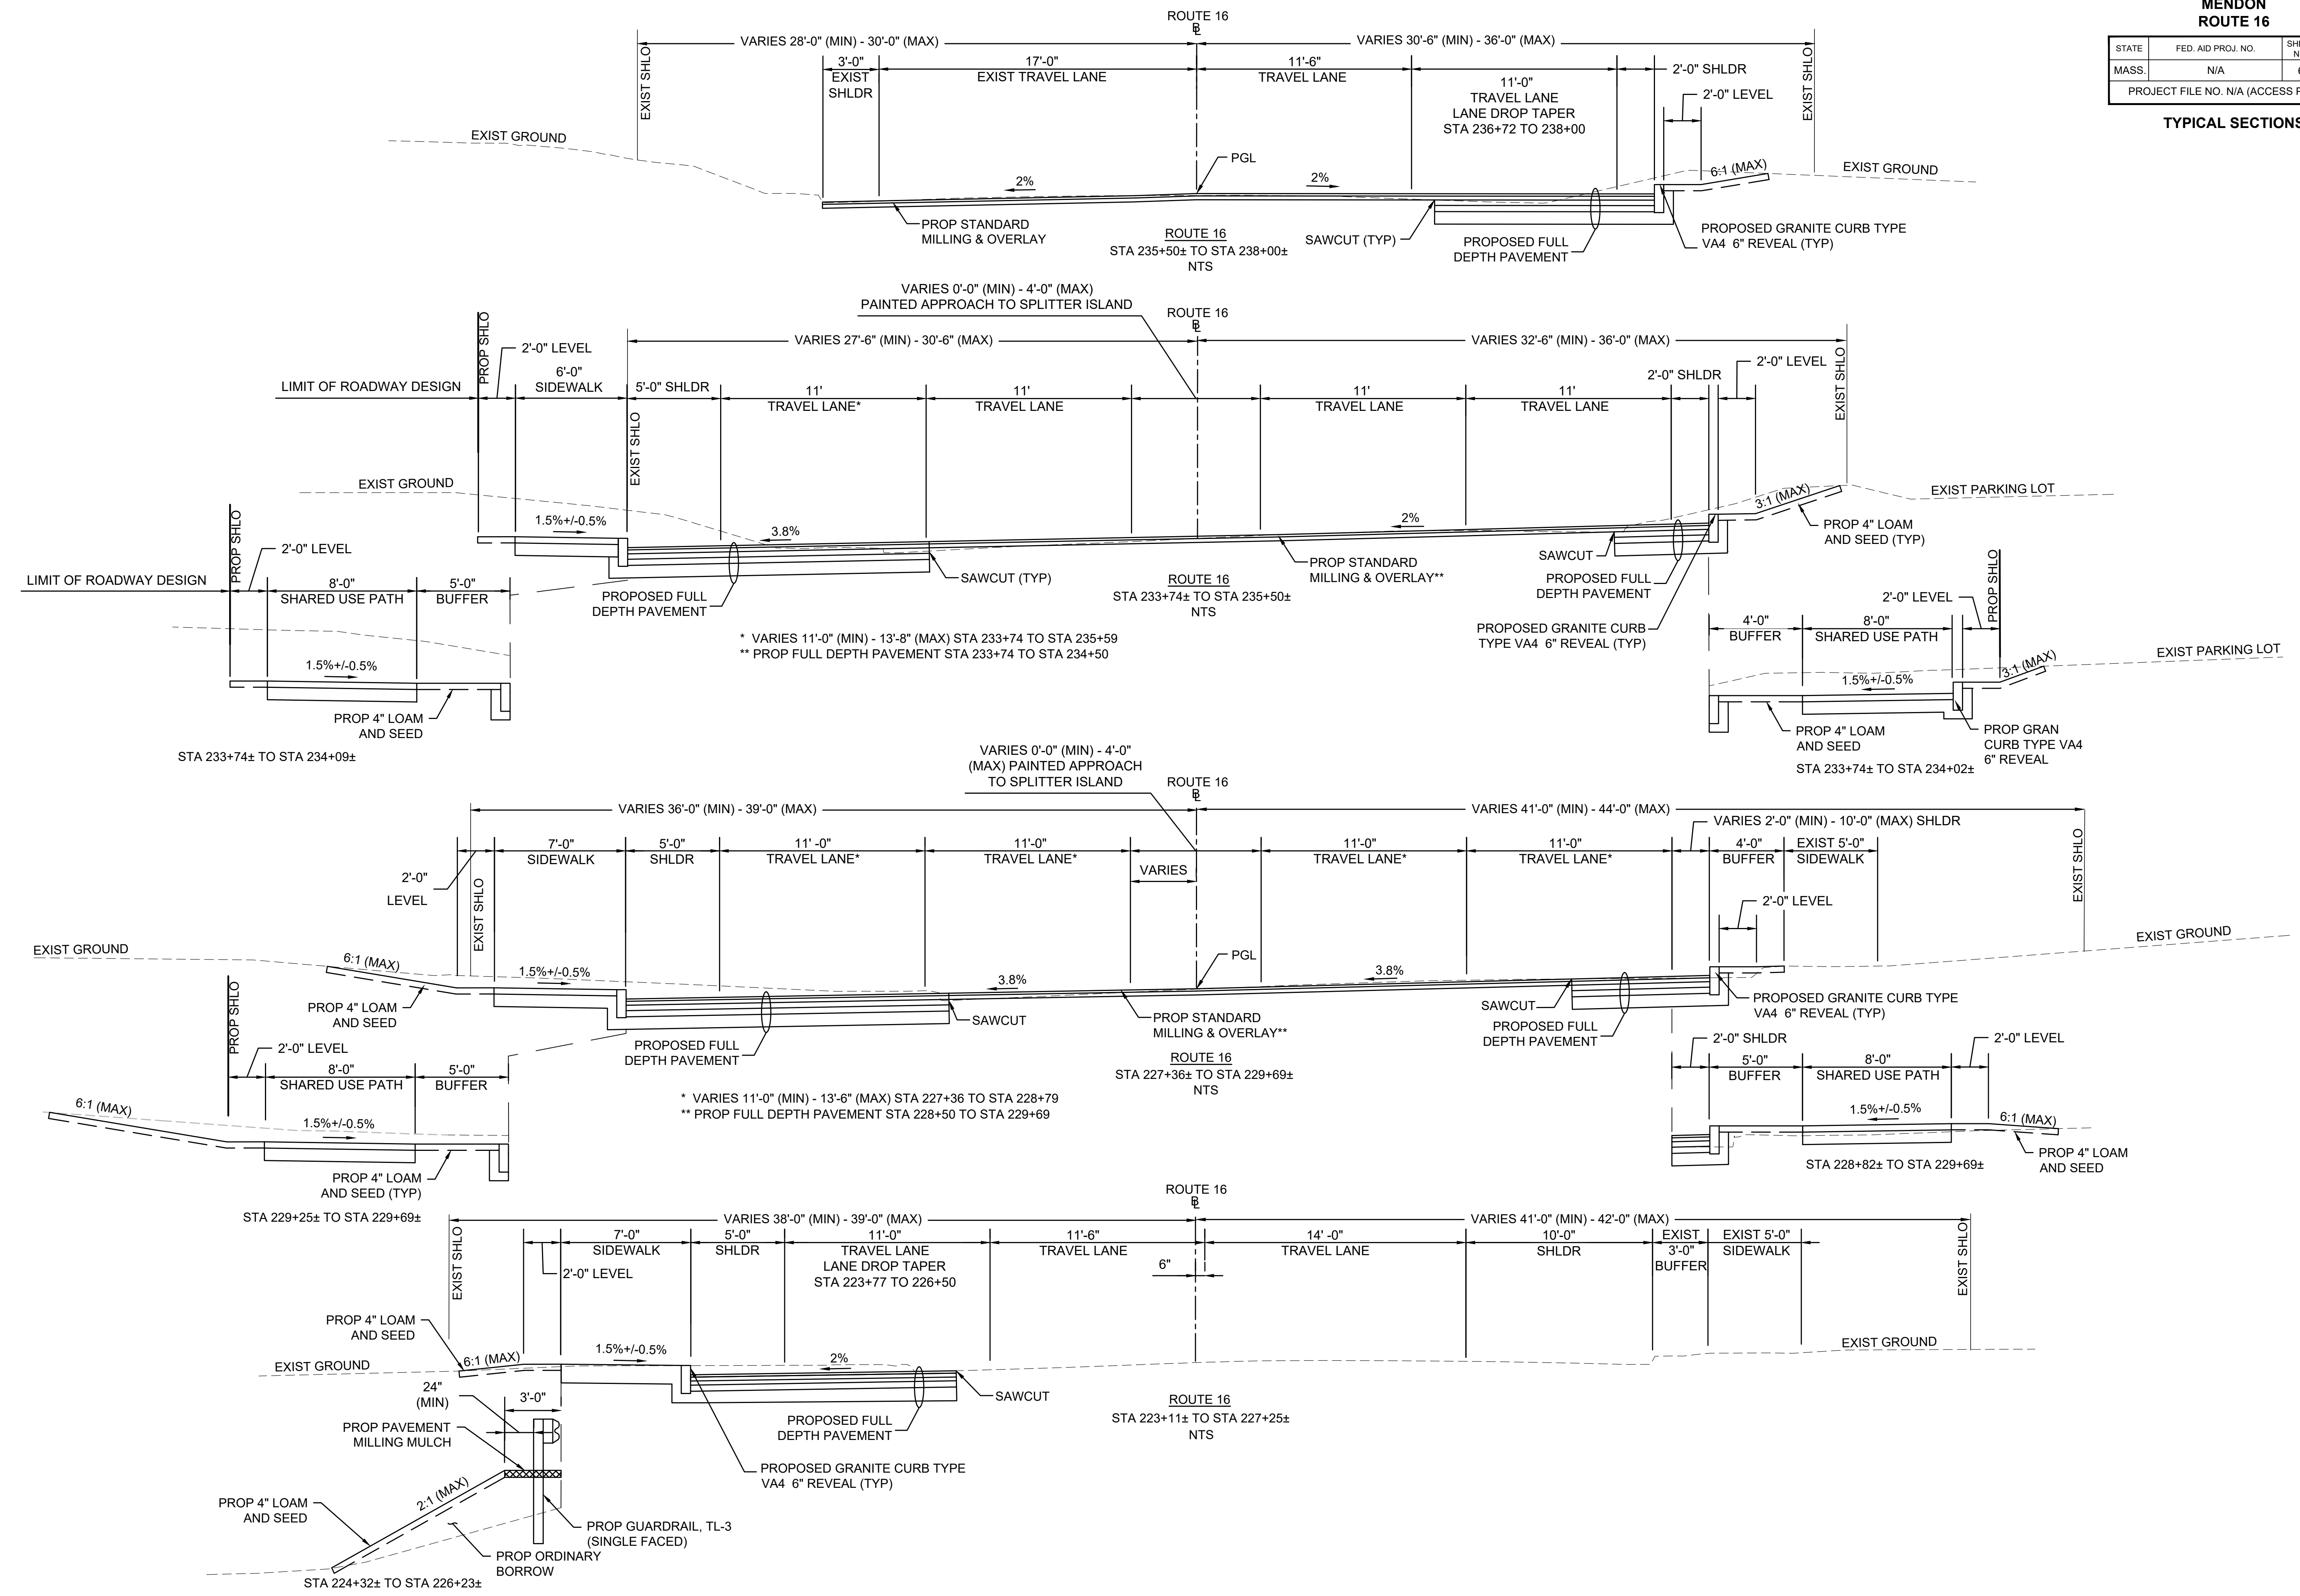 MENDON
ROUTE 16
STATE
FED. AID PROJ. NO.
MASS.
N/A
PROJECT FILE NO. N/A (ACCESS
TYPICAL SECTIONS
ROUTE 16
VARIES 28'-0" (MIN) - 30'-0" (MAX)
VARIES 30'-6" (MIN) - 36'-0" (MAX)
EXIST SHLO
3'-0"
EXIST
SHLDR
17'-0"
EXIST TRAVEL LANE
11'-6"
TRAVEL LANE
11'-0"
TRAVEL LANE
LANE DROP TAPER
STA 236+72 TO 238+00
2'-0" SHLDR
2'-0" LEVEL
EXIST SHLO
EXIST GROUND
PGL
2%
2%
6:1 (MAX)
EXIST GROUND
PROP STANDARD
MILLING & OVERLAY
ROUTE 16
STA 235+50± TO STA 238+00±
NTS
SAWCUT (TYP)
PROPOSED FULL
DEPTH PAVEMENT
PROPOSED GRANITE CURB TYPE
VA4 6" REVEAL (TYP)
VARIES 0'-0" (MIN) - 4'-0" (MAX)
PAINTED APPROACH TO SPLITTER ISLAND
ROUTE 16
VARIES 27'-6" (MIN) - 30'-6" (MAX)
VARIES 32'-6" (MIN) - 36'-0" (MAX)
PROP SHLO
2'-0" LEVEL
LIMIT OF ROADWAY DESIGN
6'-0"
SIDEWALK
5'-0" SHLDR
11'
TRAVEL LANE*
11'
TRAVEL LANE
11'
TRAVEL LANE
11'
TRAVEL LANE
2'-0" SHLDR
2'-0" LEVEL
EXIST SHLO
EXIST SHLO
EXIST GROUND
1.5%+/-0.5%
3.8%
2%
3:1 (MAX)
EXIST PARKING LOT
PROP 4" LOAM
AND SEED (TYP)
SAWCUT (TYP)
PROPOSED FULL
DEPTH PAVEMENT
ROUTE 16
STA 233+74± TO STA 235+50±
NTS
PROP STANDARD
MILLING & OVERLAY**
SAWCUT
PROPOSED FULL
DEPTH PAVEMENT
PROPOSED GRANITE CURB
TYPE VA4 6" REVEAL (TYP)
* VARIES 11'-0" (MIN) - 13'-8" (MAX) STA 233+74 TO STA 235+59
** PROP FULL DEPTH PAVEMENT STA 233+74 TO STA 234+50
PROP SHLO
2'-0" LEVEL
LIMIT OF ROADWAY DESIGN
8'-0"
SHARED USE PATH
5'-0"
BUFFER
1.5%+/-0.5%
PROP 4" LOAM
AND SEED
STA 233+74± TO STA 234+09±
2'-0" LEVEL
PROP SHLO
4'-0"
BUFFER
8'-0"
SHARED USE PATH
EXIST PARKING LOT
3:1 (MAX)
1.5%+/-0.5%
PROP 4" LOAM
AND SEED
PROP GRAN
CURB TYPE VA4
6" REVEAL
STA 233+74± TO STA 234+02±
VARIES 0'-0" (MIN) - 4'-0"
(MAX) PAINTED APPROACH
TO SPLITTER ISLAND
ROUTE 16
VARIES 36'-0" (MIN) - 39'-0" (MAX)
VARIES 41'-0" (MIN) - 44'-0" (MAX)
VARIES 2'-0" (MIN) - 10'-0" (MAX) SHLDR
7'-0"
SIDEWALK
5'-0"
SHLDR
11' -0"
TRAVEL LANE*
11'-0"
TRAVEL LANE*
VARIES
11'-0"
TRAVEL LANE*
11'-0"
TRAVEL LANE*
4'-0"
BUFFER
EXIST 5'-0"
SIDEWALK
2'-0"
LEVEL
EXIST SHLO
2'-0" LEVEL
EXIST SHLO
EXIST GROUND
6:1 (MAX)
1.5%+/-0.5%
3.8%
PGL
3.8%
EXIST GROUND
PROP 4" LOAM
AND SEED
PROPOSED FULL
DEPTH PAVEMENT
SAWCUT
PROP STANDARD
MILLING & OVERLAY**
SAWCUT
PROPOSED FULL
DEPTH PAVEMENT
PROPOSED GRANITE CURB TYPE
VA4 6" REVEAL (TYP)
ROUTE 16
STA 227+36± TO STA 229+69±
NTS
* VARIES 11'-0" (MIN) - 13'-6" (MAX) STA 227+36 TO STA 228+79
** PROP FULL DEPTH PAVEMENT STA 228+50 TO STA 229+69
PROP SHLO
2'-0" LEVEL
8'-0"
SHARED USE PATH
5'-0"
BUFFER
6:1 (MAX)
1.5%+/-0.5%
PROP 4" LOAM
AND SEED (TYP)
STA 229+25± TO STA 229+69±
2'-0" SHLDR
5'-0"
BUFFER
8'-0"
SHARED USE PATH
2'-0" LEVEL
1.5%+/-0.5%
6:1 (MAX)
PROP 4" LOAM
AND SEED
STA 228+82± TO STA 229+69±
ROUTE 16
VARIES 38'-0" (MIN) - 39'-0" (MAX)
VARIES 41'-0" (MIN) - 42'-0" (MAX)
EXIST SHLO
7'-0"
SIDEWALK
2'-0" LEVEL
5'-0"
SHLDR
11'-0"
TRAVEL LANE
LANE DROP TAPER
STA 223+77 TO 226+50
11'-6"
TRAVEL LANE
6"
14' -0"
TRAVEL LANE
10'-0"
SHLDR
EXIST
3'-0"
BUFFER
EXIST 5'-0"
SIDEWALK
EXIST SHLO
PROP 4" LOAM
AND SEED
EXIST GROUND
6:1 (MAX)
1.5%+/-0.5%
2%
EXIST GROUND
SAWCUT
PROPOSED FULL
DEPTH PAVEMENT
ROUTE 16
STA 223+11± TO STA 227+25±
NTS
PROPOSED GRANITE CURB TYPE
VA4 6" REVEAL (TYP)
24"
(MIN)
3'-0"
PROP PAVEMENT
MILLING MULCH
2:1 (MAX)
PROP 4" LOAM
AND SEED
PROP GUARDRAIL, TL-3
(SINGLE FACED)
PROP ORDINARY
BORROW
STA 224+32± TO STA 226+23±